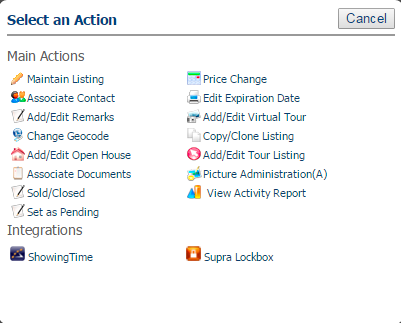 Select an Action
Cancel
Main Actions
Maintain Listing
Price Change
Associate Contact
Edit Expiration Date
Add/Edit Remarks
Add/Edit Virtual Tour
Change Geocode
Copy/Clone Listing
Add/Edit Open House
Add/Edit Tour Listing
Associate Documents
Picture Administration(A)
Sold/Closed
View Activity Report
Set as Pending
Integrations
ShowingTime
Supra Lockbox